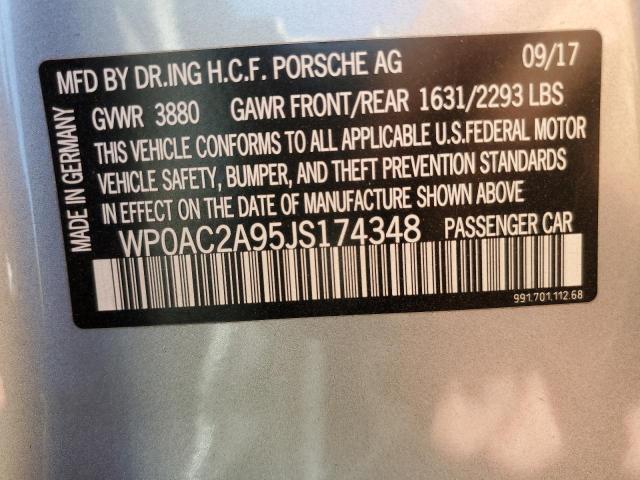 MFD BY DR.ING H.C.F. PORSCHE AG 09/17
GVWR 3880 GAWR FRONT/REAR 1631/2293 LBS
THIS VEHICLE CONFORMS TO ALL APPLICABLE U.S.FEDERAL MOTOR
VEHICLE SAFETY, BUMPER, AND THEFT PREVENTION STANDARDS
IN EFFECT ON THE DATE OF MANUFACTURE SHOWN ABOVE
WP0AC2A95JS174348 PASSENGER CAR
991.701.112.68
MADE IN GERMANY